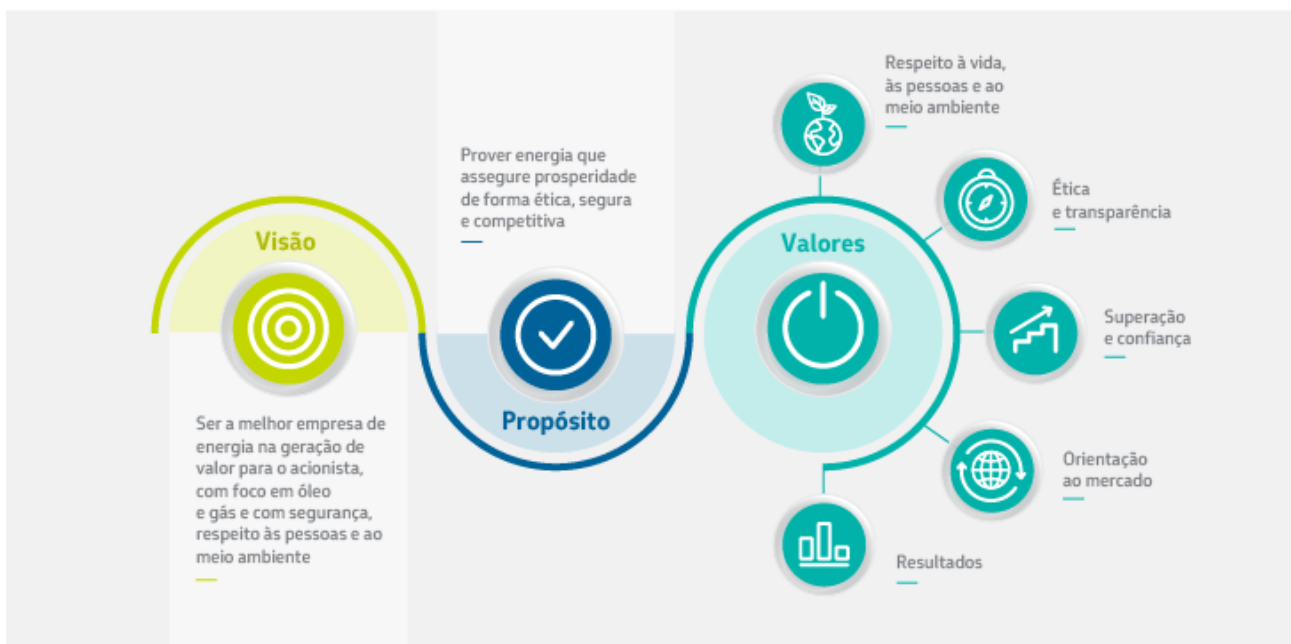 Visão
Ser a melhor empresa de
energia na geração de
valor para o acionista,
com foco em óleo
e gás e com segurança,
respeito às pessoas e ao
meio ambiente
Prover energia que
assegure prosperidade
de forma ética, segura
e competitiva
Propósito
Valores
Respeito à vida,
às pessoas e ao
meio ambiente
Ética
e transparência
Superação
e confiança
Orientação
ao mercado
Resultados